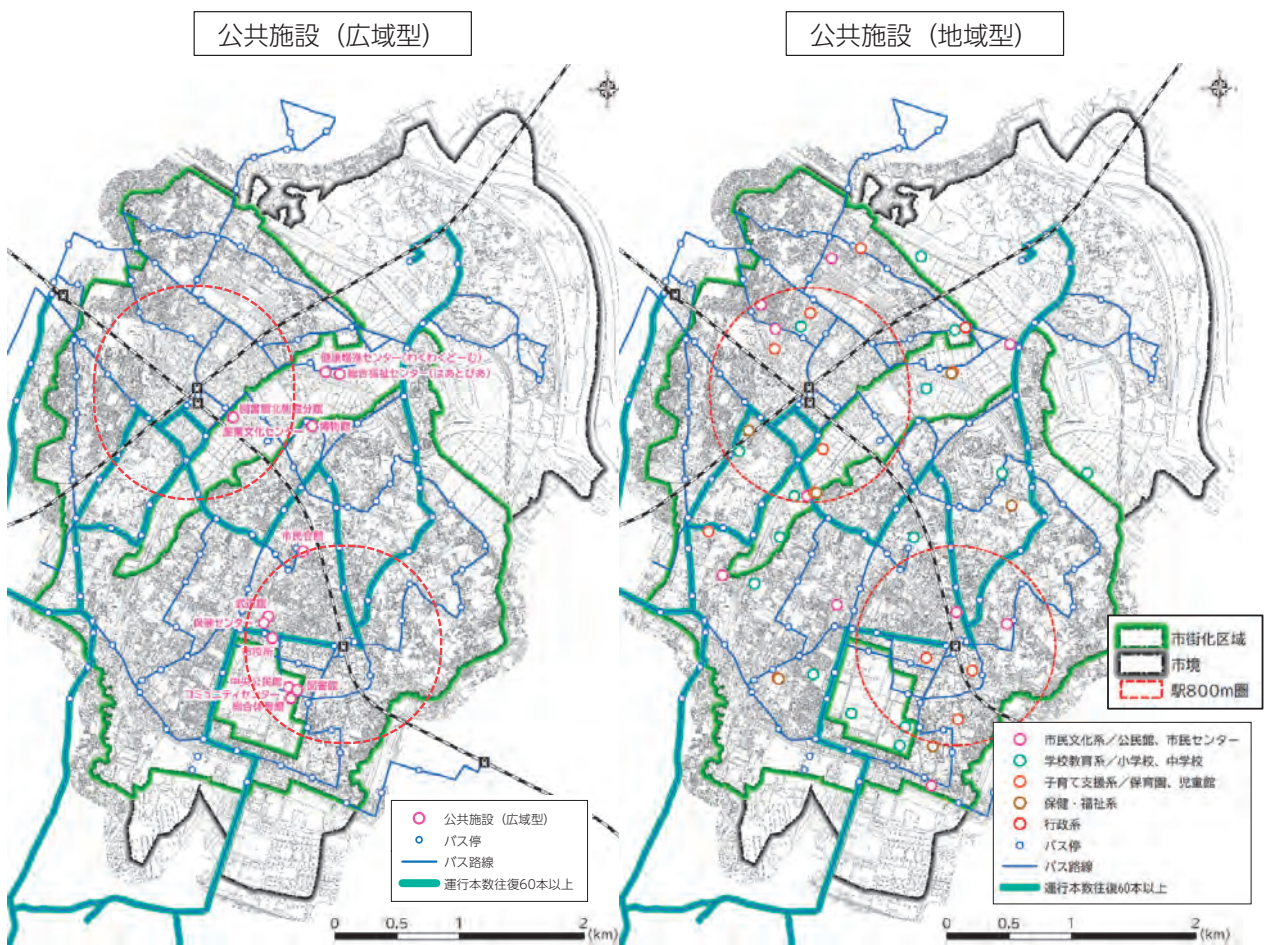 公共施設（広域型）
健康増進センター(わくわくどーむ)
総合福祉センター(はあとぴあ)
図書館北朝霞分館
産業文化センター
博物館
市民会館
武道館
保健センター
市役所
中央公民館
図書館
コミュニティセンター
総合体育館
公共施設（広域型）
バス停
バス路線
運行本数往復60本以上
0 0.5 1 2 (km)
公共施設（地域型）
市街化区域
市境
駅800m圏
市民文化系／公民館、市民センター
学校教育系／小学校、中学校
子育て支援系／保育園、児童館
保健・福祉系
行政系
バス停
バス路線
運行本数往復60本以上
0 0.5 1 2 (km)